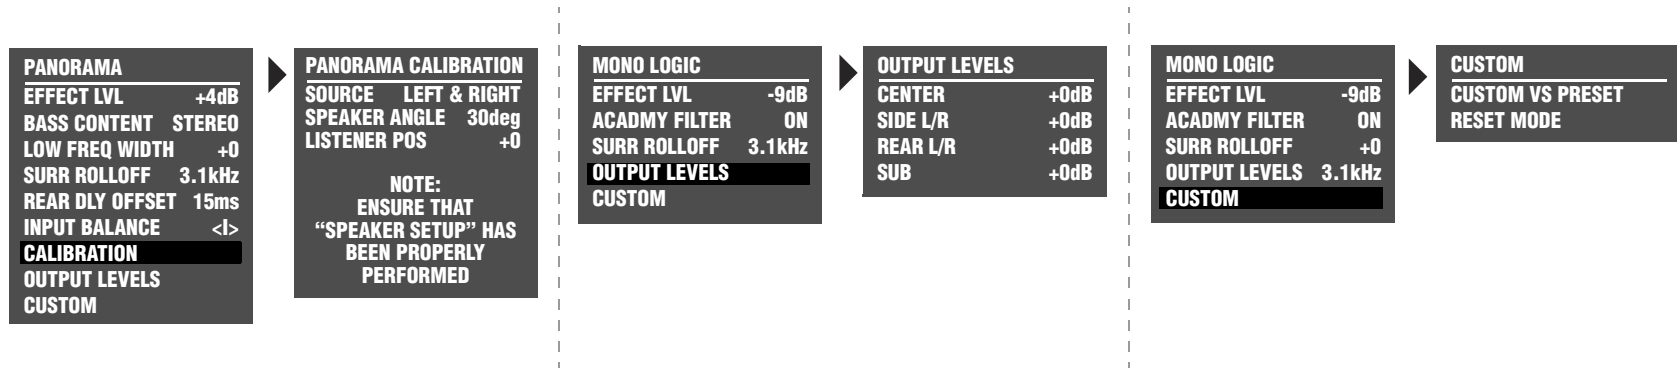 PANORAMA
EFFECT LVL +4dB
BASS CONTENT STEREO
LOW FREQ WIDTH +0
SURR ROLLOFF 3.1kHz
REAR DLY OFFSET 15ms
INPUT BALANCE <I>
CALIBRATION
OUTPUT LEVELS
CUSTOM
PANORAMA CALIBRATION
SOURCE LEFT & RIGHT
SPEAKER ANGLE 30deg
LISTENER POS +0
NOTE:
ENSURE THAT
“SPEAKER SETUP” HAS
BEEN PROPERLY
PERFORMED
MONO LOGIC
EFFECT LVL -9dB
ACADMY FILTER ON
SURR ROLLOFF 3.1kHz
OUTPUT LEVELS
CUSTOM
OUTPUT LEVELS
CENTER +0dB
SIDE L/R +0dB
REAR L/R +0dB
SUB +0dB
MONO LOGIC
EFFECT LVL -9dB
ACADMY FILTER ON
SURR ROLLOFF +0
OUTPUT LEVELS 3.1kHz
CUSTOM
CUSTOM
CUSTOM VS PRESET
RESET MODE